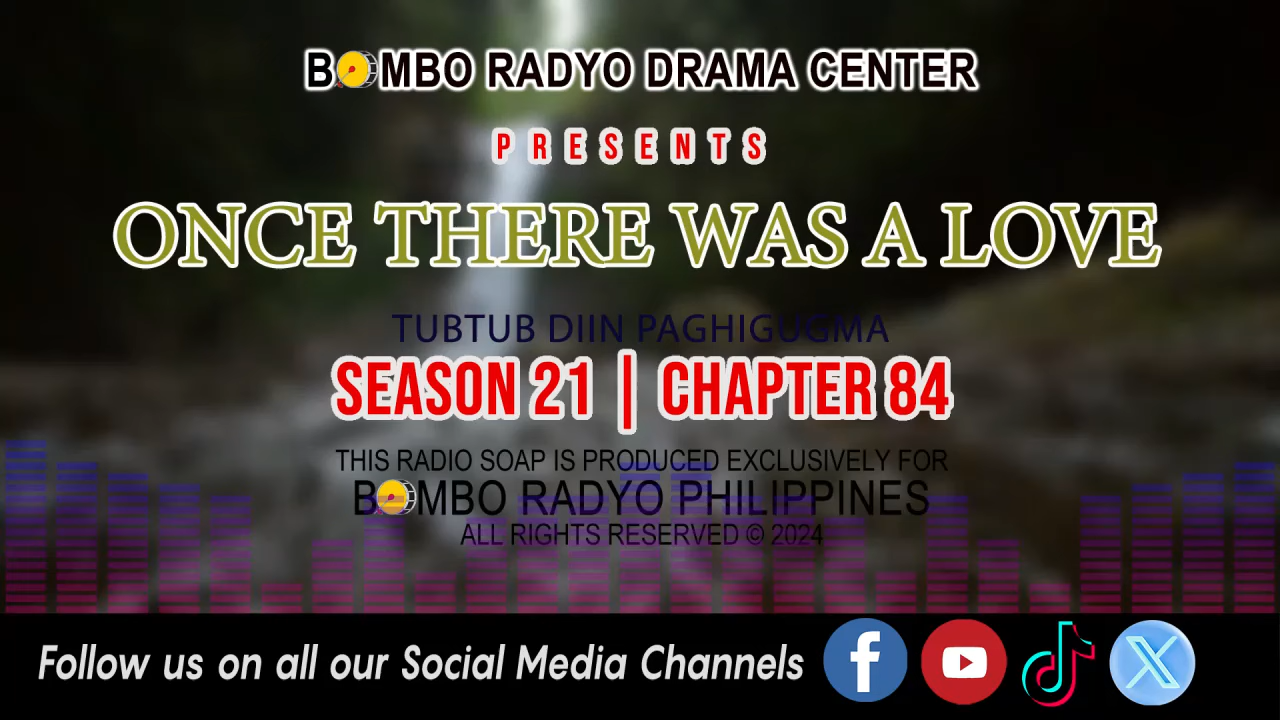 BOMBO RADYO DRAMA CENTER
PRESENTS
ONCE THERE WAS A LOVE
TUBTUB DIIN PAGHIGUGMA
SEASON 21 | CHAPTER 84
THIS RADIO SOAP IS PRODUCED EXCLUSIVELY FOR
BOMBO RADYO PHILIPPINES
ALL RIGHTS RESERVED © 2024
Follow us on all our Social Media Channels